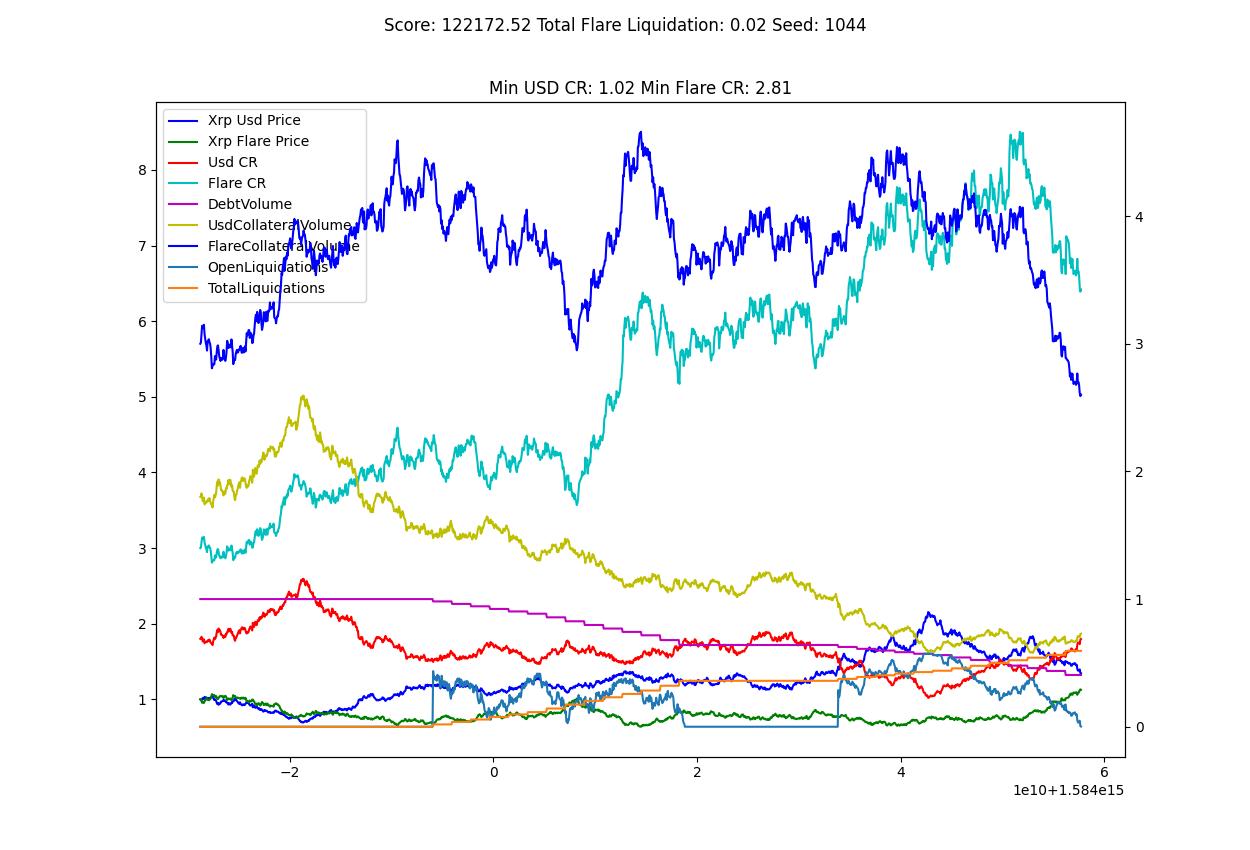 Score: 122172.52 Total Flare Liquidation: 0.02 Seed: 1044
Min USD CR: 1.02 Min Flare CR: 2.81
Xrp Usd Price
Xrp Flare Price
Usd CR
Flare CR
DebtVolume
UsdCollateralVolume
FlareCollateralVolume
OpenLiquidations
TotalLiquidations
8
7
6
5
4
3
2
1
4
3
2
1
0
−2
0
2
4
6
1e10+1.584e15